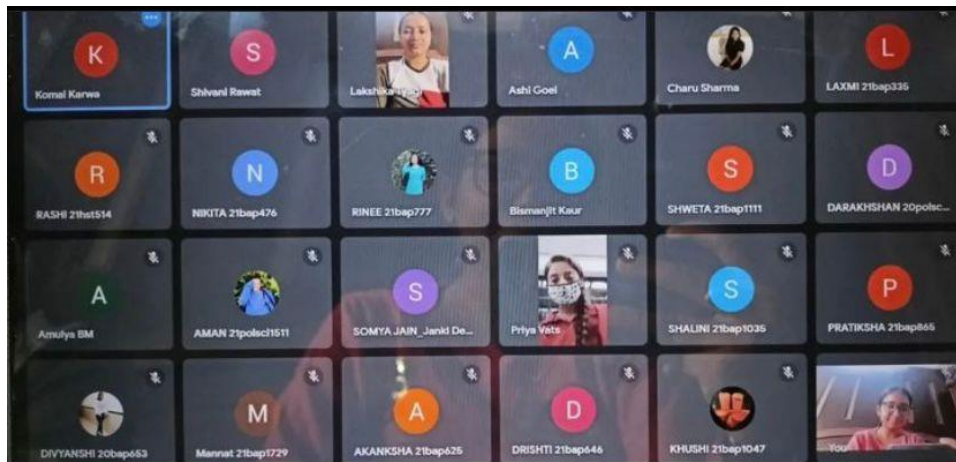 K
Komal Karwa
S
Shivani Rawat
Lakshika Tyagi
A
Ashi Goel
Charu Sharma
L
LAXMI 21bap335
R
RASHI 21hst514
N
NIKITA 21bap476
RINEE 21bap777
B
Bismanjit Kaur
S
SHWETA 21bap1111
D
DARAKHSHAN 20polsc...
A
Amulya BM
AMAN 21polsci1511
S
SOMYA JAIN_Janki De...
Priya Vats
S
SHALINI 21bap1035
P
PRATIKSHA 21bap865
DIVYANSHI 20bap653
M
Mannat 21bap1729
A
AKANKSHA 21bap625
D
DRISHTI 21bap646
KHUSHI 21bap1047
You